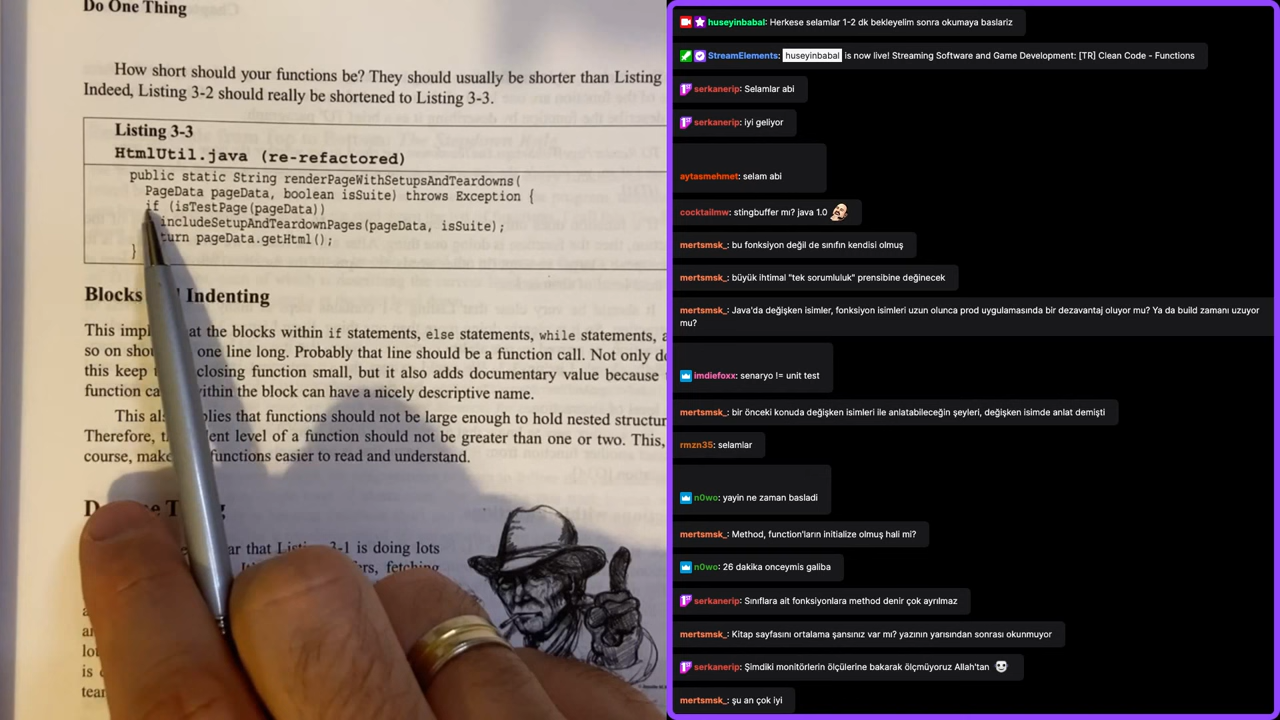 Do One Thing
How short should your functions be? They should usually be shorter than Listing
Indeed, Listing 3-2 should really be shortened to Listing 3-3.
Listing 3-3
HtmlUtil.java (re-refactored)
public static String renderPageWithSetupsAndTeardowns(
PageData pageData, boolean isSuite) throws Exception {
if (isTestPage(pageData))
includeSetupAndTeardownPages(pageData, isSuite);
turn pageData.getHtml();
}
Blocks Indenting
This impl at the blocks within if statements, else statements, while statements,
so on sho one line long. Probably that line should be a function call. Not only
this keep closing function small, but it also adds documentary value because
function ca within the block can have a nicely descriptive name.
This al plies that functions should not be large enough to hold nested
Therefore, level of a function should not be greater than one or two. This,
course, make functions easier to read and understand.
ar that Listing 3-1 is doing lots
fetching
huseyinbabal: Herkese selamlar 1-2 dk bekleyelim sonra okumaya baslariz
StreamElements: huseyinbabal is now live! Streaming Software and Game Development: [TR] Clean Code - Functions
serkanerip: Selamlar abi
serkanerip: iyi geliyor
aytasmehmet: selam abi
cocktailmw: stingbuffer mı? java 1.0
mertsmsk_: bu fonksiyon değil de sınıfın kendisi olmuş
mertsmsk_: büyük ihtimal "tek sorumluluk" prensibine değinecek
mertsmsk_: Java'da değişken isimler, fonksiyon isimleri uzun olunca prod uygulamasında bir dezavantaj oluyor mu? Ya da build zamanı uzuyor
mu?
imdiefoxx: senaryo != unit test
mertsmsk_: bir önceki konuda değişken isimleri ile anlatabileceğin şeyleri, değişken isimde anlat demişti
rmzn35: selamlar
n0wo: yayin ne zaman basladi
mertsmsk_: Method, function'ların initialize olmuş hali mi?
n0wo: 26 dakika onceymis galiba
serkanerip: Sınıflara ait fonksiyonlara method denir çok ayrılmaz
mertsmsk_: Kitap sayfasını ortalama şansınız var mı? yazının yarısından sonrası okunmuyor
serkanerip: Şimdiki monitörlerin ölçülerine bakarak ölçmüyoruz Allah'tan
mertsmsk_: şu an çok iyi